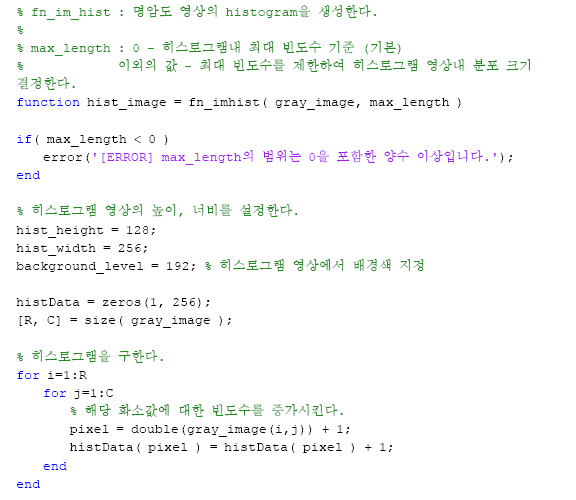 % fn_im_hist : 명암도 영상의 histogram을 생성한다.
%
% max_length : 0 - 히스토그램내 최대 빈도수 기준 (기본)
%            이외의 값 - 최대 빈도수를 제한하여 히스토그램 영상내 분포 크기
결정한다.
function hist_image = fn_imhist( gray_image, max_length )
if( max_length < 0 )
error('[ERROR] max_length의 범위는 0을 포함한 양수 이상입니다.');
end
% 히스토그램 영상의 높이, 너비를 설정한다.
hist_height = 128;
hist_width = 256;
background_level = 192; % 히스토그램 영상에서 배경색 지정
histData = zeros(1, 256);
[R, C] = size( gray_image );
% 히스토그램을 구한다.
for i=1:R
for j=1:C
% 해당 화소값에 대한 빈도수를 증가시킨다.
pixel = double(gray_image(i,j)) + 1;
histData( pixel ) = histData( pixel ) + 1;
end
end